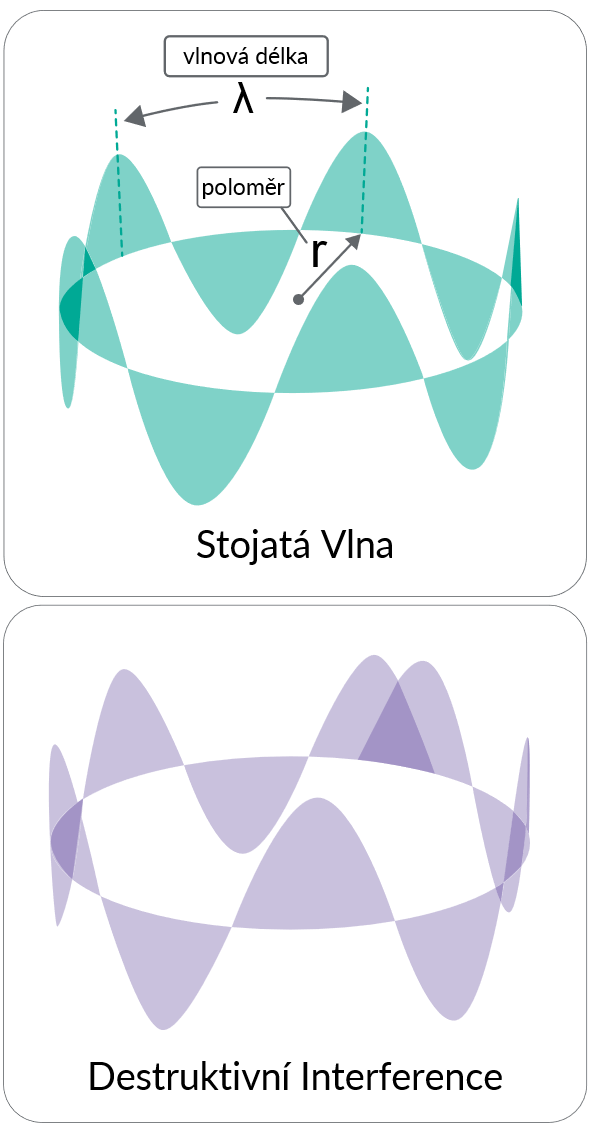 vlnová délka
λ
poloměr
r
Stojatá Vlna
Destruktivní Interference